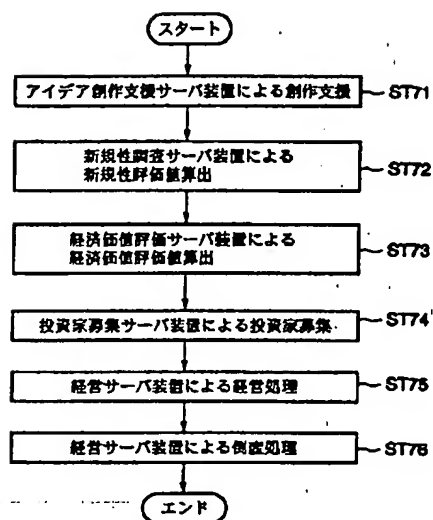 スタート
アイデア創作支援サーバ装置による創作支援
ST71
新規性調査サーバ装置による
新規性評価値算出
ST72
経済価値評価サーバ装置による
経済価値評価値算出
ST73
投資家募集サーバ装置による投資家募集
ST74
経営サーバ装置による経営処理
ST75
経営サーバ装置による倒産処理
ST76
エンド